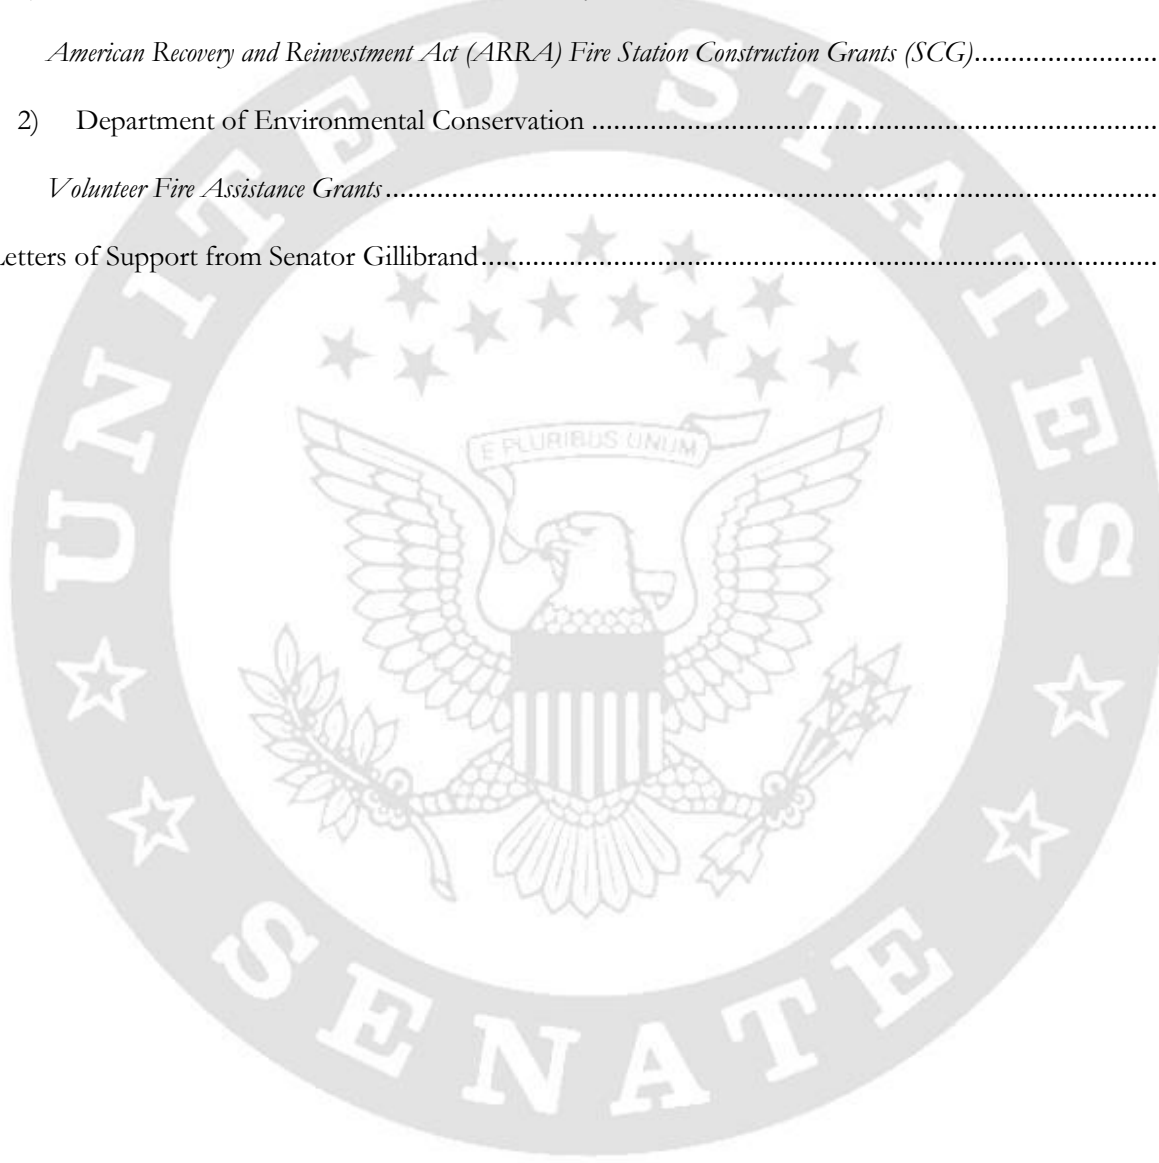 American Recovery and Reinvestment Act (ARRA) Fire Station Construction Grants (SCG).......................
2) Department of Environmental Conservation ...................................................................................
Volunteer Fire Assistance Grants.................................................................................................................
Letters of Support from Senator Gillibrand...................................................................................................
UNITED STATES
E PLURIBUS UNUM
SENATE